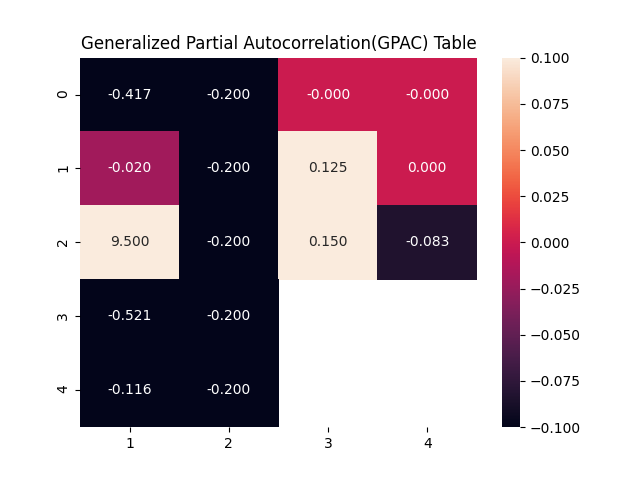 Generalized Partial Autocorrelation(GPAC) Table
0 -0.417 -0.200 -0.000 -0.000
1 -0.020 -0.200 0.125 0.000
2 9.500 -0.200 0.150 -0.083
3 -0.521 -0.200
4 -0.116 -0.200
1 2 3 4
0.100
0.075
0.050
0.025
0.000
−0.025
−0.050
−0.075
−0.100